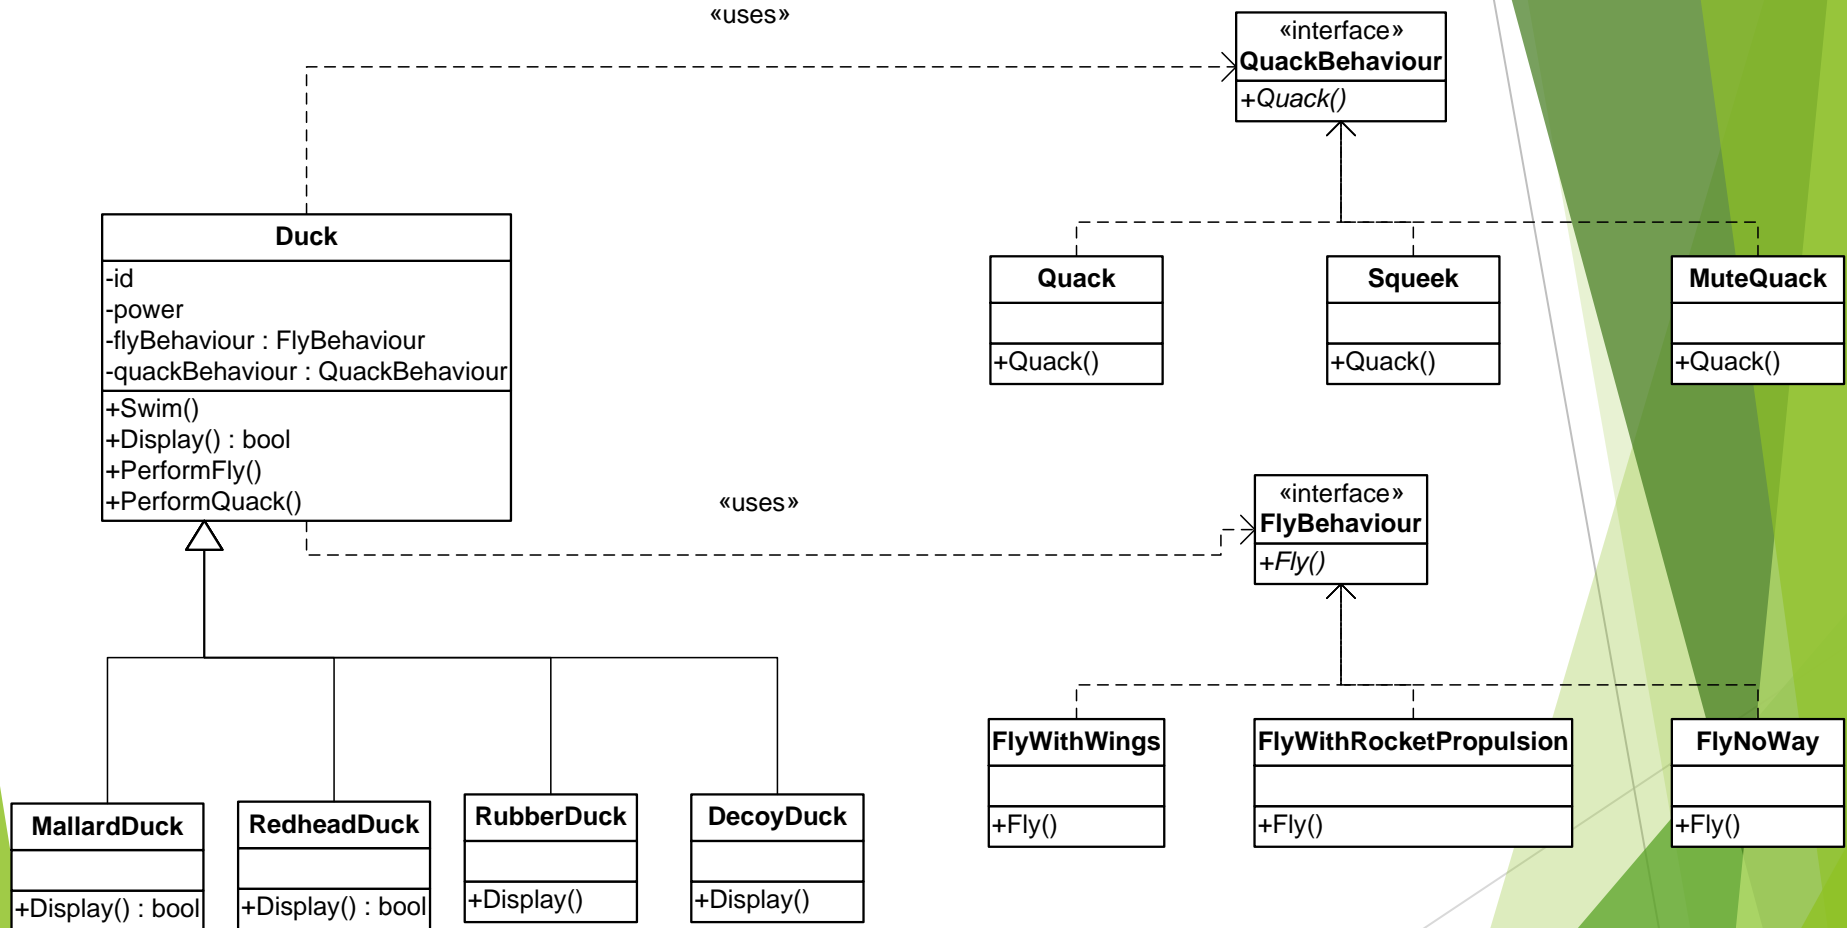 «uses»
«interface»
QuackBehaviour
+Quack()
Duck
-id
-power
-flyBehaviour : FlyBehaviour
-quackBehaviour : QuackBehaviour
+Swim()
+Display() : bool
+PerformFly()
+PerformQuack()
Quack
+Quack()
Squeek
+Quack()
MuteQuack
+Quack()
«uses»
«interface»
FlyBehaviour
+Fly()
FlyWithWings
+Fly()
FlyWithRocketPropulsion
+Fly()
FlyNoWay
+Fly()
MallardDuck
+Display() : bool
RedheadDuck
+Display() : bool
RubberDuck
+Display()
DecoyDuck
+Display()